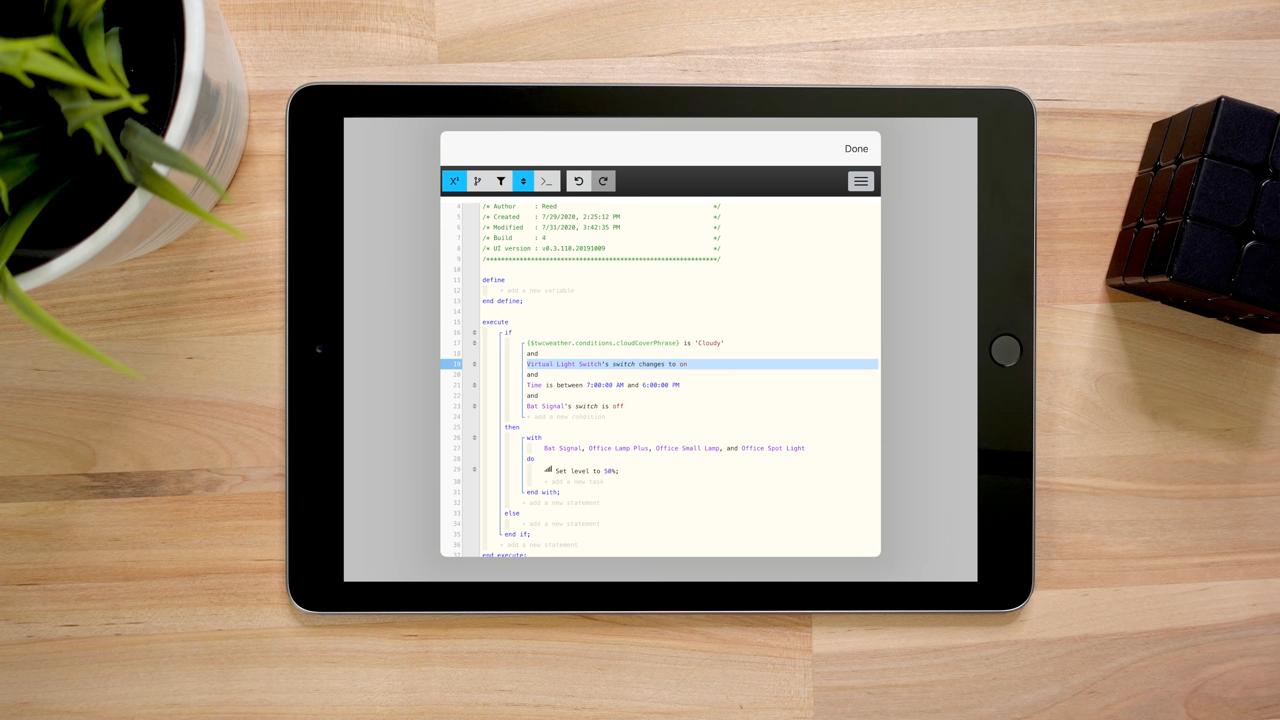 Done
X¹ >_
4 /* Author : Reed */
5 /* Created : 7/29/2020, 2:25:12 PM */
6 /* Modified : 7/31/2020, 3:42:35 PM */
7 /* Build : 4 */
8 /* UI version : v0.3.110.20191009 */
9 /****************************************************************/
10
11 define
12 + add a new variable
13 end define;
14
15 execute
16 if
17 {$twcweather.conditions.cloudCoverPhrase} is 'Cloudy'
18 and
19 Virtual Light Switch's switch changes to on
20 and
21 Time is between 7:00:00 AM and 6:00:00 PM
22 and
23 Bat Signal's switch is off
24 + add a new condition
25 then
26 with
27 Bat Signal, Office Lamp Plus, Office Small Lamp, and Office Spot Light
28 do
29 Set level to 50%;
30 + add a new task
31 end with;
32 + add a new statement
33 else
34 + add a new statement
35 end if;
36 + add a new statement
37 end execute;